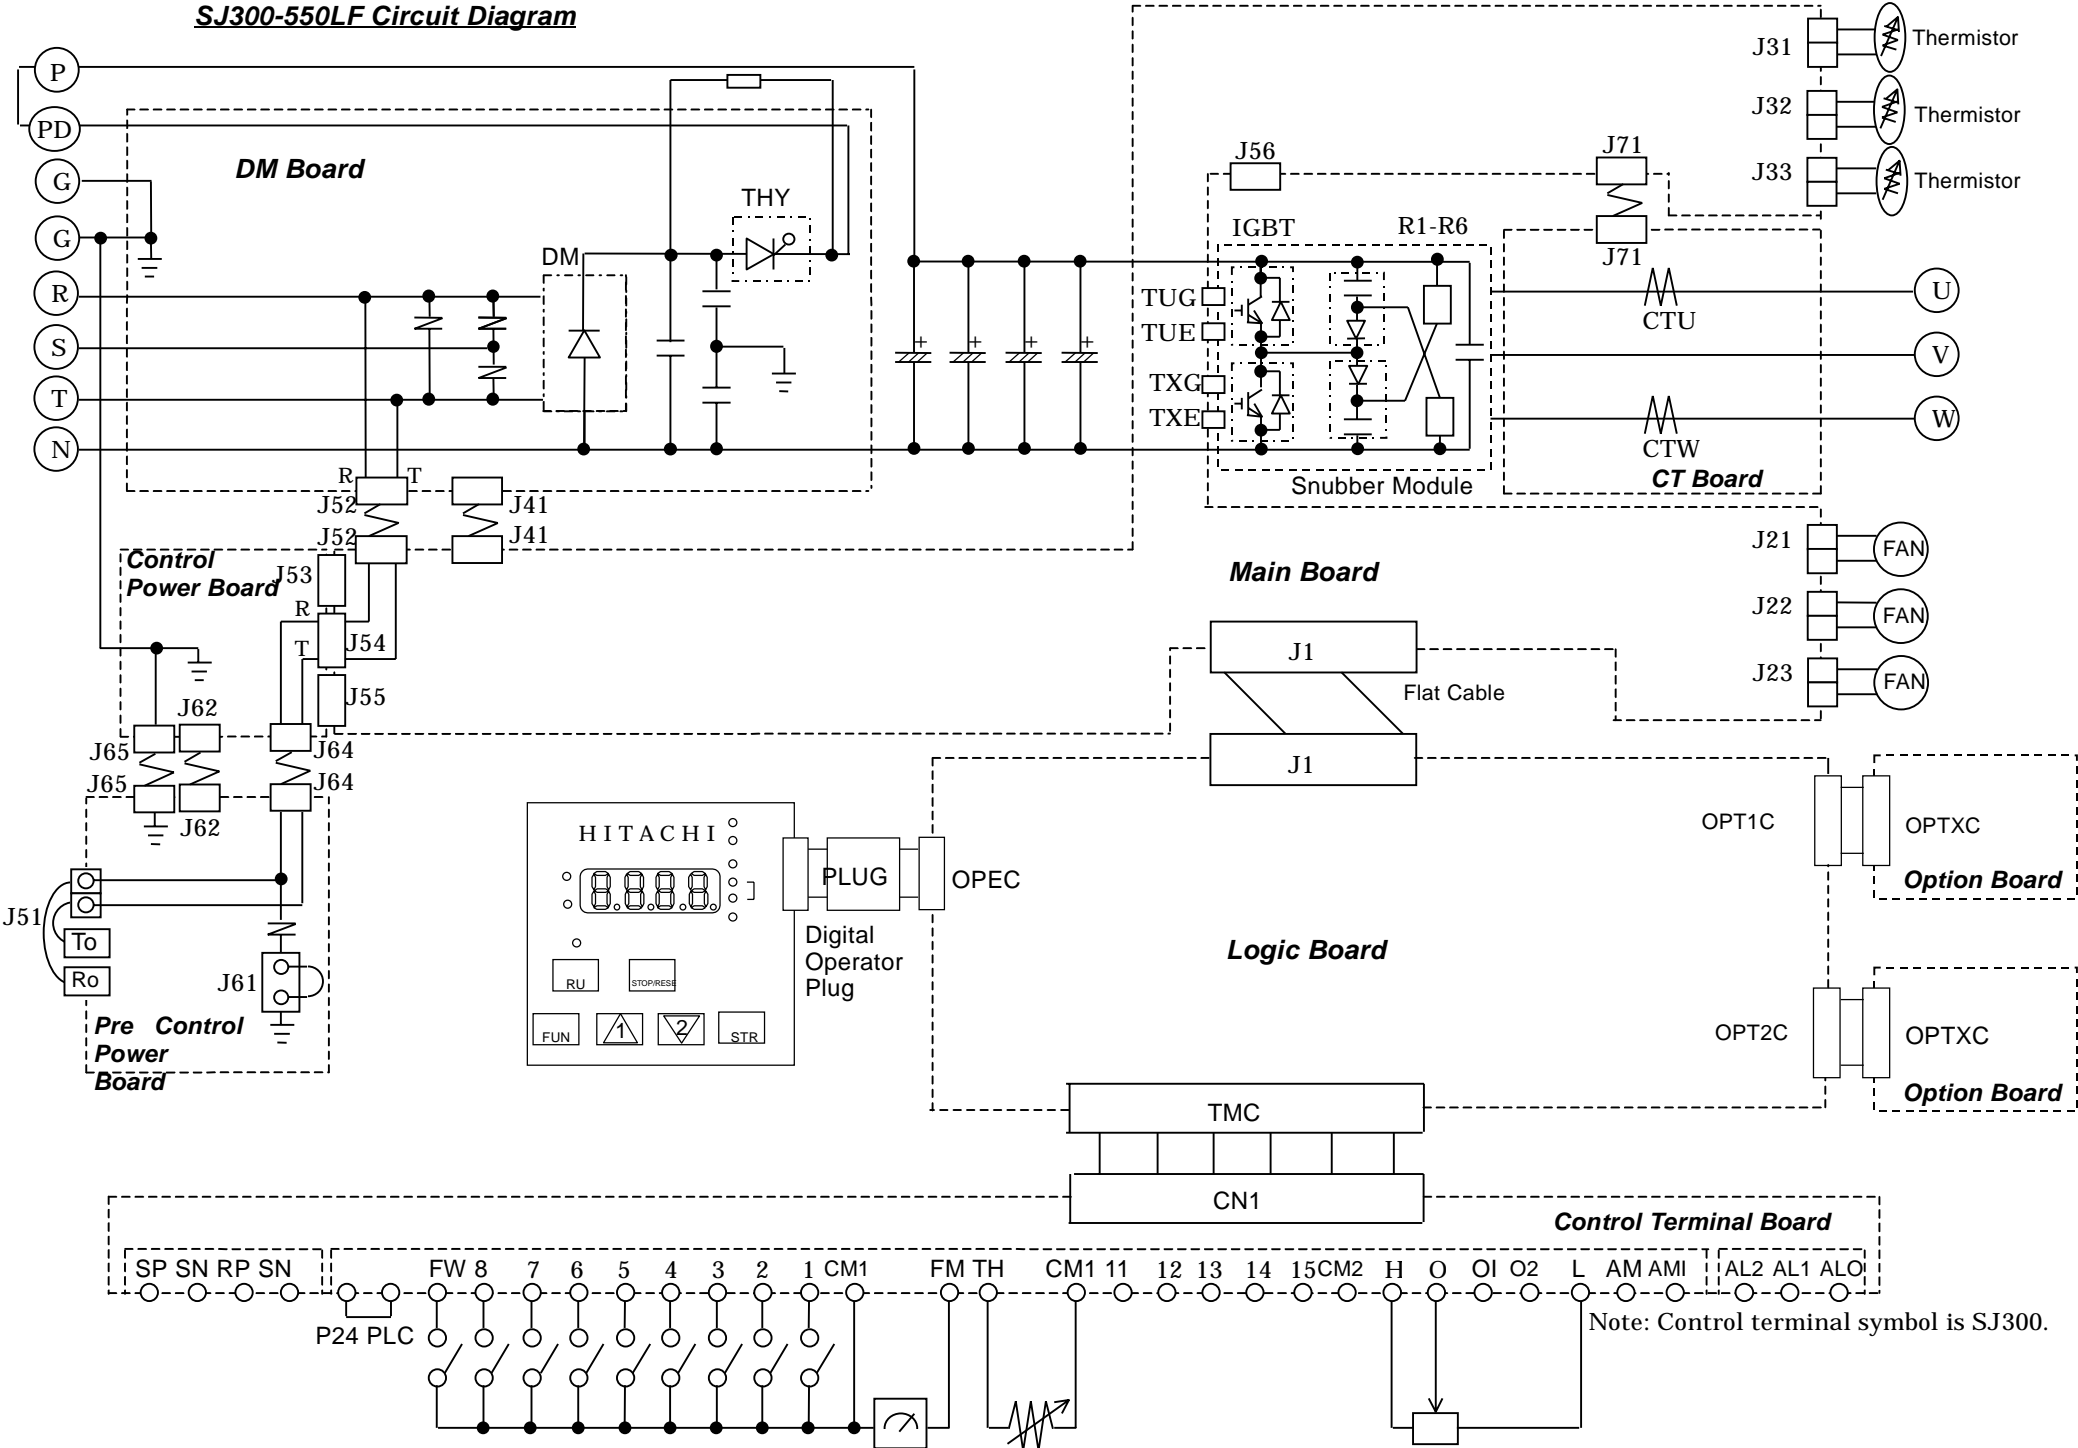 SJ300-550LF Circuit Diagram
P
PD
G
G
R
S
T
N
DM Board
THY
DM
R
T
J52
J41
J52
J41
J56
J71
J71
IGBT
R1-R6
TUG
TUE
TXG
TXE
Snubber Module
CTU
CTW
CT Board
J31
Thermistor
J32
Thermistor
J33
Thermistor
U
V
W
Control
Power Board
J53
R
T
J54
J55
J62
J65
J64
J65
J64
J62
J51
To
Ro
J61
Pre Control
Power
Board
Main Board
J21
FAN
J22
FAN
J23
FAN
J1
Flat Cable
J1
HITACHI
8.8.8.8.
RU
STOP/RESE
FUN
1
2
STR
PLUG
OPEC
Digital
Operator
Plug
Logic Board
OPT1C
OPTXC
Option Board
OPT2C
OPTXC
Option Board
TMC
CN1
Control Terminal Board
SP SN RP SN
FW 8 7 6 5 4 3 2 1 CM1
FM TH CM1 11 12 13 14 15 CM2 H O OI O2 L AM AMI
AL2 AL1 ALO
P24 PLC
Note: Control terminal symbol is SJ300.